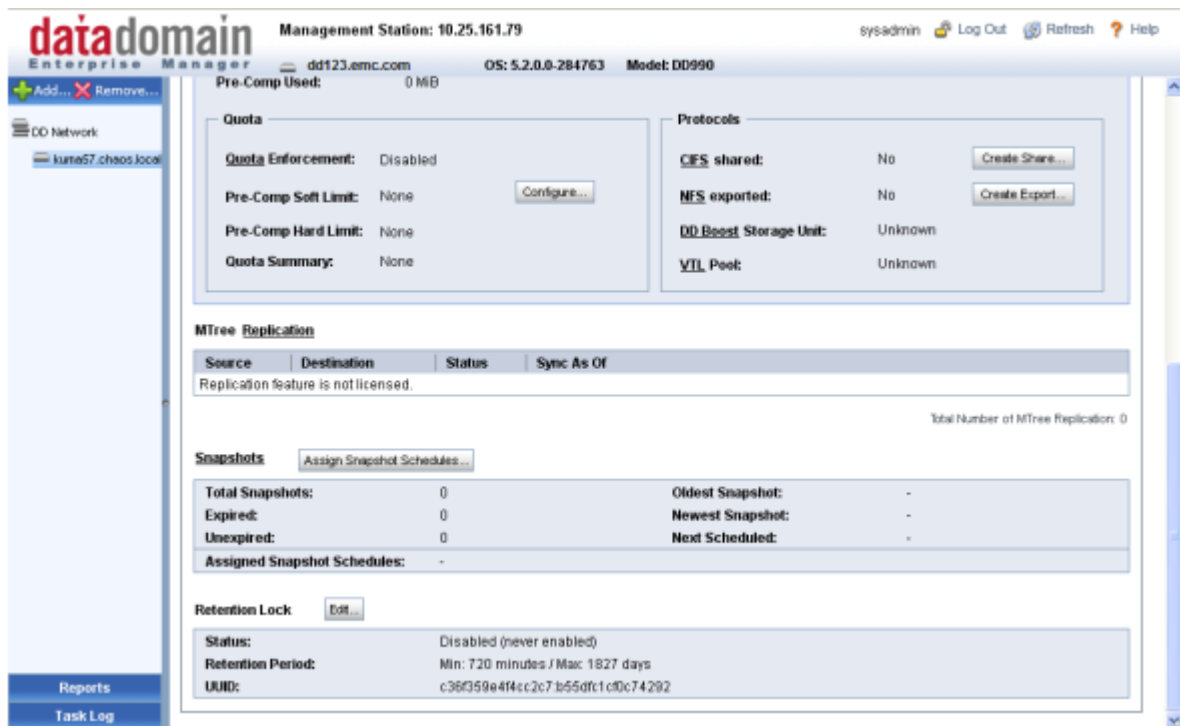 datadomain
Enterprise Manager
Management Station: 10.25.161.79
sysadmin Log Out Refresh ? Help
dd123.emc.com OS: 5.2.0.0-284763 Model: DD990
Add... Remove...
DD Network
kuma57.chaos.local
Pre-Comp Used: 0 MiB
Quota
Quota Enforcement: Disabled
Pre-Comp Soft Limit: None Configure...
Pre-Comp Hard Limit: None
Quota Summary: None
Protocols
CIFS shared: No Create Share...
NFS exported: No Create Export...
DD Boost Storage Unit: Unknown
VTL Pool: Unknown
MTree Replication
Source Destination Status Sync As Of
Replication feature is not licensed.
Total Number of MTree Replication: 0
Snapshots Assign Snapshot Schedules...
Total Snapshots: 0 Oldest Snapshot: -
Expired: 0 Newest Snapshot: -
Unexpired: 0 Next Scheduled: -
Assigned Snapshot Schedules: -
Retention Lock Edit...
Status: Disabled (never enabled)
Retention Period: Min: 720 minutes / Max: 1827 days
UUID: c36f359e4f4cc2c7:b55dfc1cf0c74292
Reports
Task Log